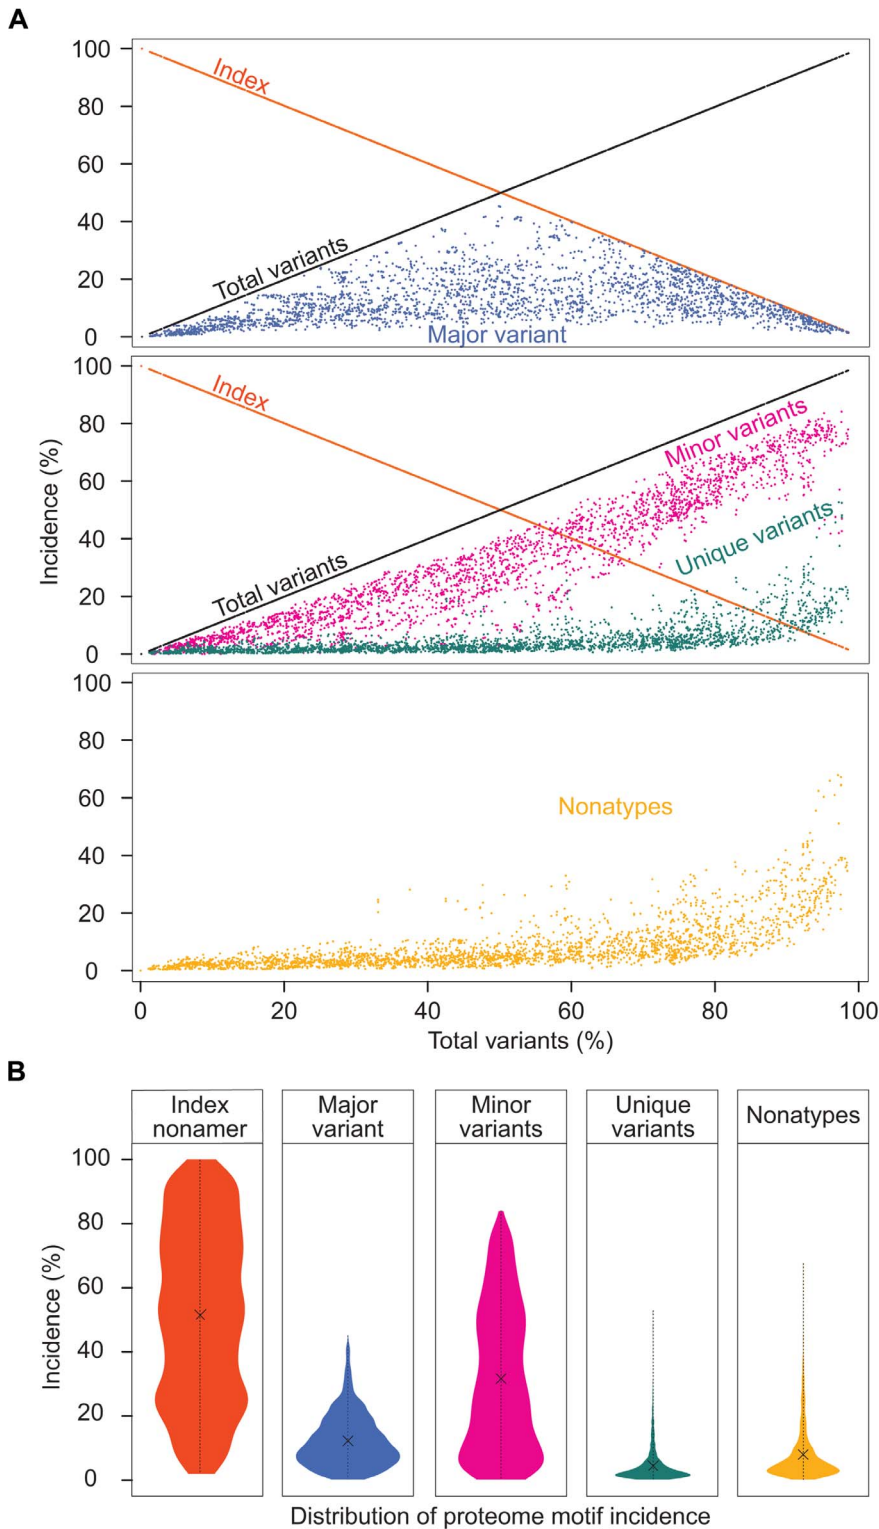 A
100
80
60
40
20
0
Index
Total variants
Major variant
Incidence (%)
100
80
60
40
20
0
Index
Total variants
Minor variants
Unique variants
100
80
60
40
20
0
Nonatypes
0 20 40 60 80 100
Total variants (%)
B
Index
nonamer
Major
variant
Minor
variants
Unique
variants
Nonatypes
Incidence (%)
100
80
60
40
20
0
Distribution of proteome motif incidence